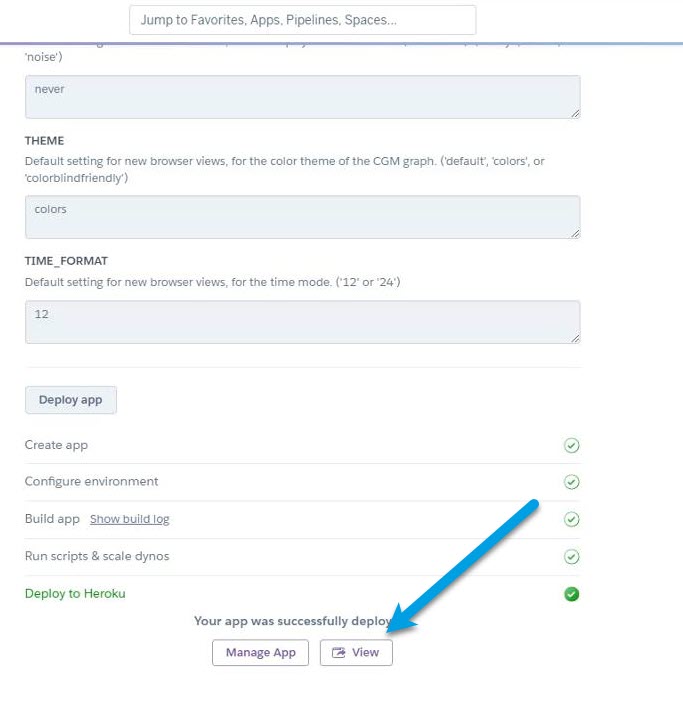 Jump to Favorites, Apps, Pipelines, Spaces...
'noise')
never
THEME
Default setting for new browser views, for the color theme of the CGM graph. ('default', 'colors', or
'colorblindfriendly')
colors
TIME_FORMAT
Default setting for new browser views, for the time mode. ('12' or '24')
12
Deploy app
Create app
Configure environment
Build app Show build log
Run scripts & scale dynos
Deploy to Heroku
Your app was successfully deploy
Manage App View